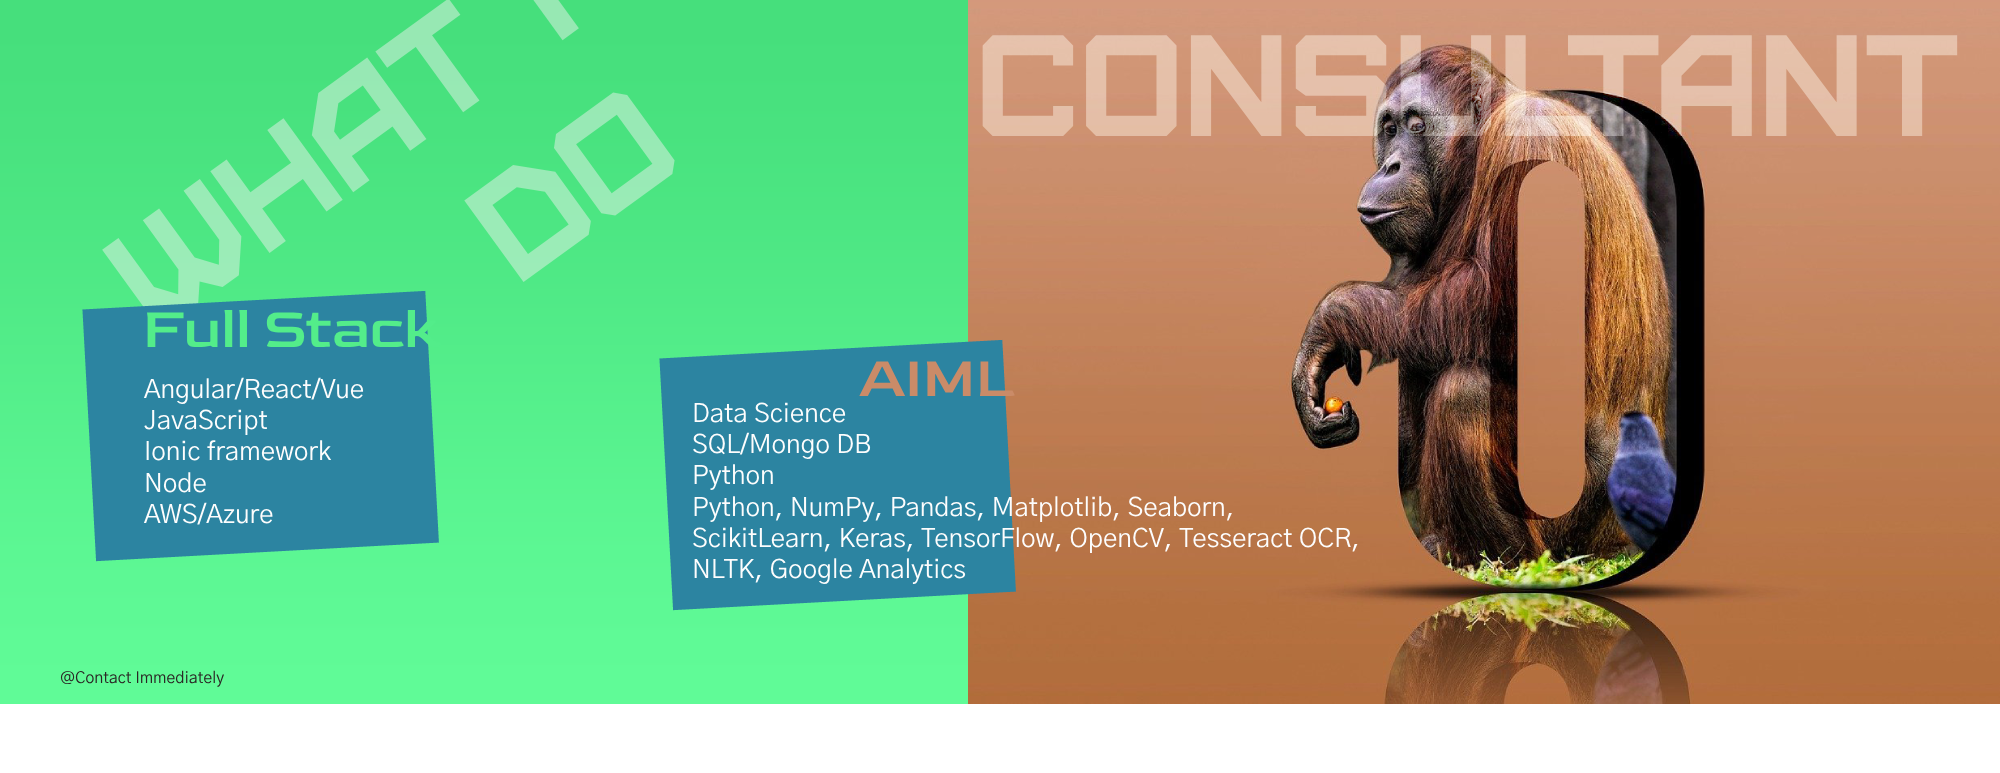 WHAT I
DO
CONSULTANT
Full Stack
Angular/React/Vue
JavaScript
Ionic framework
Node
AWS/Azure
AIML
Data Science
SQL/Mongo DB
Python
Python, NumPy, Pandas, Matplotlib, Seaborn,
ScikitLearn, Keras, TensorFlow, OpenCV, Tesseract OCR,
NLTK, Google Analytics
@Contact Immediately